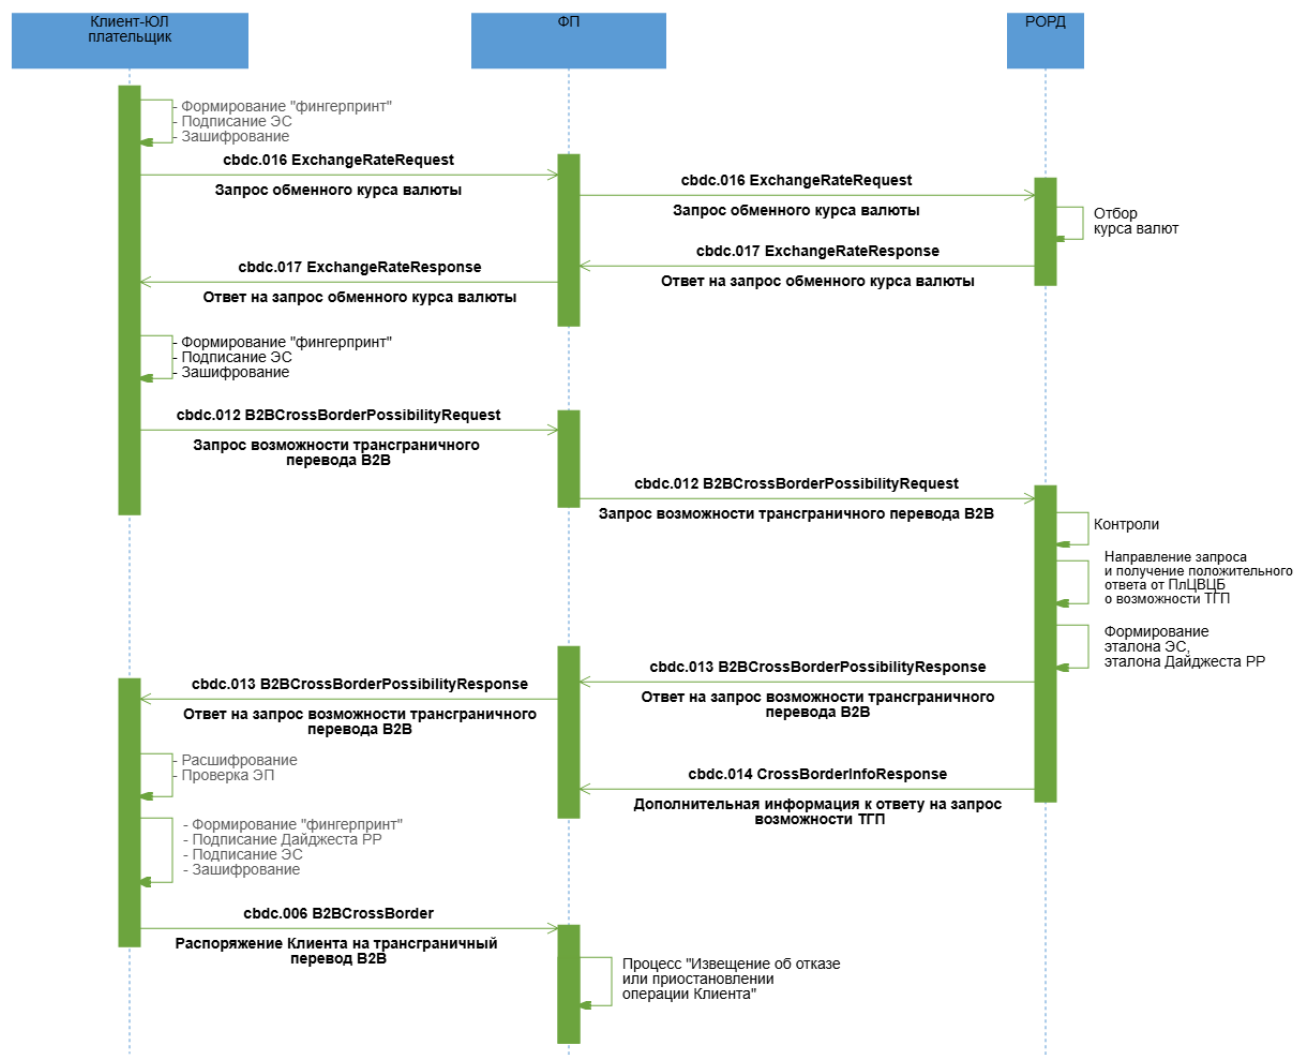 Клиент-ЮЛ
плательщик
ФП
РОРД
- Формирование "фингерпринт"
- Подписание ЭС
- Зашифрование
cbdc.016 ExchangeRateRequest
Запрос обменного курса валюты
cbdc.016 ExchangeRateRequest
Запрос обменного курса валюты
Отбор
курса валют
cbdc.017 ExchangeRateResponse
Ответ на запрос обменного курса валюты
cbdc.017 ExchangeRateResponse
Ответ на запрос обменного курса валюты
- Формирование "фингерпринт"
- Подписание ЭС
- Зашифрование
cbdc.012 B2BCrossBorderPossibilityRequest
Запрос возможности трансграничного
перевода B2B
cbdc.012 B2BCrossBorderPossibilityRequest
Запрос возможности трансграничного перевода B2B
Контроли
Направление запроса
и получение положительного
ответа от ПлЦВЦБ
о возможности ТГП
Формирование
эталона ЭС,
эталона Дайджеста РР
cbdc.013 B2BCrossBorderPossibilityResponse
Ответ на запрос возможности трансграничного
перевода B2B
cbdc.013 B2BCrossBorderPossibilityResponse
Ответ на запрос возможности трансграничного
перевода B2B
- Расшифрование
- Проверка ЭП
cbdc.014 CrossBorderInfoResponse
Дополнительная информация к ответу на запрос
возможности ТГП
- Формирование "фингерпринт"
- Подписание Дайджеста РР
- Подписание ЭС
- Зашифрование
cbdc.006 B2BCrossBorder
Распоряжение Клиента на трансграничный
перевод B2B
Процесс "Извещение об отказе
или приостановлении
операции Клиента"